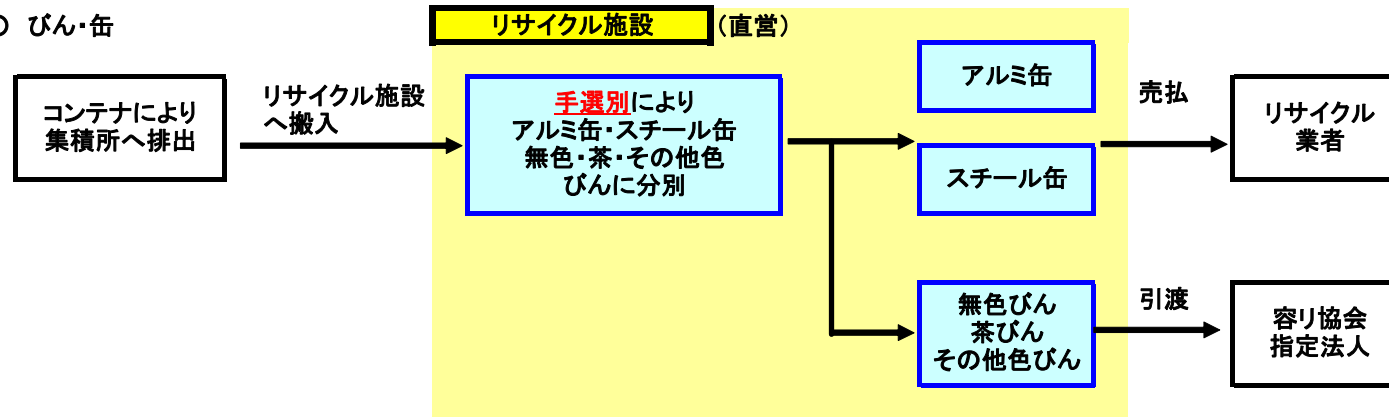 ○ びん・缶
リサイクル施設
(直営)
コンテナにより
集積所へ排出
リサイクル施設
へ搬入
手選別により
アルミ缶・スチール缶
無色・茶・その他色
びんに分別
アルミ缶
スチール缶
売払
リサイクル
業者
無色びん
茶びん
その他色びん
引渡
容リ協会
指定法人